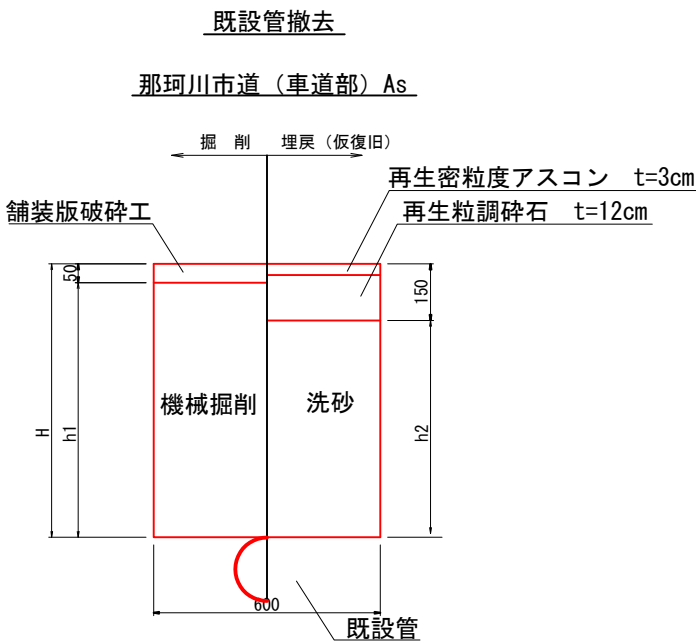 既設管撤去
那珂川市道（車道部）As
掘 削 埋戻（仮復旧）
再生密粒度アスコン t=3cm
舗装版破砕工
再生粒調砕石 t=12cm
50
150
機械掘削
洗砂
H
h1
h2
600
既設管